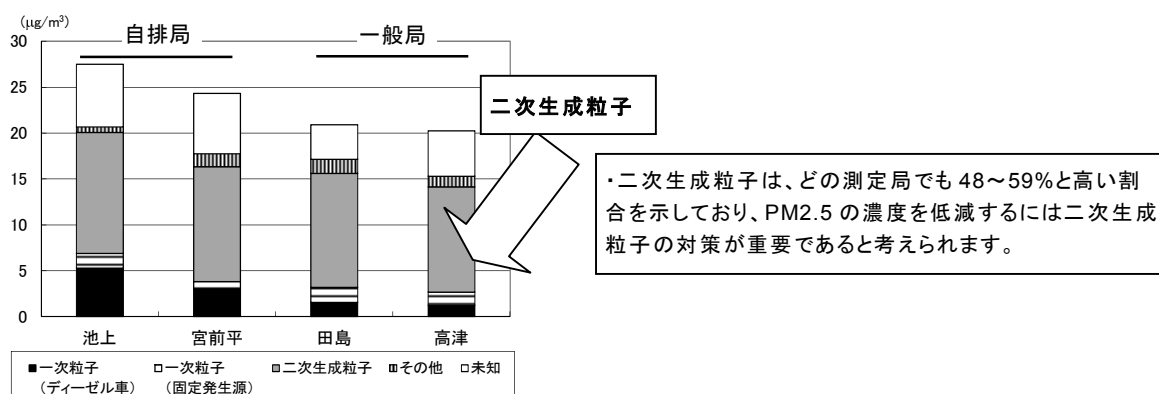 (μg/m³)
30
25
20
15
10
5
0
自排局
一般局
池上
宮前平
田島
高津
二次生成粒子
・二次生成粒子は、どの測定局でも 48~59%と高い割
合を示しており、PM2.5 の濃度を低減するには二次生成
粒子の対策が重要であると考えられます。
■一次粒子
(ディーゼル車)
□一次粒子
(固定発生源)
■二次生成粒子
その他
□未知